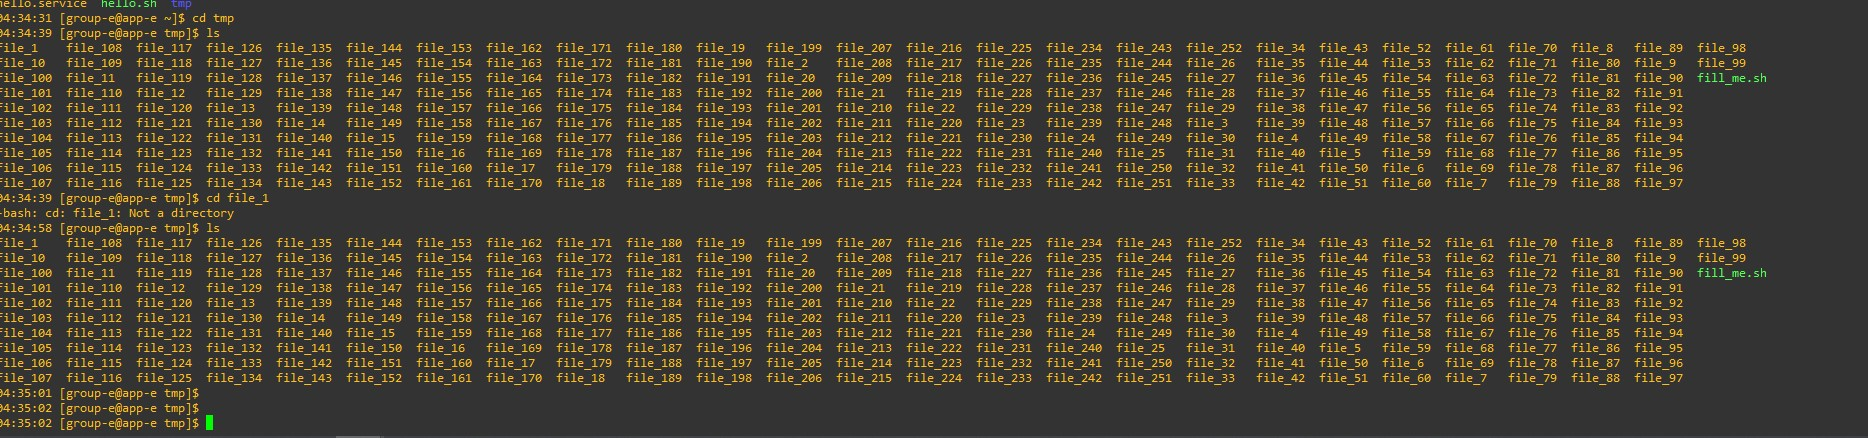 hello.service hello.sh tmp
04:34:31 [group-e@app-e ~]$ cd tmp
04:34:39 [group-e@app-e tmp]$ ls
file_1 file_108 file_117 file_126 file_135 file_144 file_153 file_162 file_171 file_180 file_19 file_199 file_207 file_216 file_225 file_234 file_243 file_252 file_34 file_43 file_52 file_61 file_70 file_8 file_89 file_98
file_10 file_109 file_118 file_127 file_136 file_145 file_154 file_163 file_172 file_181 file_190 file_2 file_208 file_217 file_226 file_235 file_244 file_26 file_35 file_44 file_53 file_62 file_71 file_80 file_9 file_99
file_100 file_11 file_119 file_128 file_137 file_146 file_155 file_164 file_173 file_182 file_191 file_20 file_209 file_218 file_227 file_236 file_245 file_27 file_36 file_45 file_54 file_63 file_72 file_81 file_90 fill_me.sh
file_101 file_110 file_12 file_129 file_138 file_147 file_156 file_165 file_174 file_183 file_192 file_200 file_21 file_219 file_228 file_237 file_246 file_28 file_37 file_46 file_55 file_64 file_73 file_82 file_91
file_102 file_111 file_120 file_13 file_139 file_148 file_157 file_166 file_175 file_184 file_193 file_201 file_210 file_22 file_229 file_238 file_247 file_29 file_38 file_47 file_56 file_65 file_74 file_83 file_92
file_103 file_112 file_121 file_130 file_14 file_149 file_158 file_167 file_176 file_185 file_194 file_202 file_211 file_220 file_23 file_239 file_248 file_3 file_39 file_48 file_57 file_66 file_75 file_84 file_93
file_104 file_113 file_122 file_131 file_140 file_15 file_159 file_168 file_177 file_186 file_195 file_203 file_212 file_221 file_230 file_24 file_249 file_30 file_4 file_49 file_58 file_67 file_76 file_85 file_94
file_105 file_114 file_123 file_132 file_141 file_150 file_16 file_169 file_178 file_187 file_196 file_204 file_213 file_222 file_231 file_240 file_25 file_31 file_40 file_5 file_59 file_68 file_77 file_86 file_95
file_106 file_115 file_124 file_133 file_142 file_151 file_160 file_17 file_179 file_188 file_197 file_205 file_214 file_223 file_232 file_241 file_250 file_32 file_41 file_50 file_6 file_69 file_78 file_87 file_96
file_107 file_116 file_125 file_134 file_143 file_152 file_161 file_170 file_18 file_189 file_198 file_206 file_215 file_224 file_233 file_242 file_251 file_33 file_42 file_51 file_60 file_7 file_79 file_88 file_97
04:34:39 [group-e@app-e tmp]$ cd file_1
-bash: cd: file_1: Not a directory
04:34:58 [group-e@app-e tmp]$ ls
file_1 file_108 file_117 file_126 file_135 file_144 file_153 file_162 file_171 file_180 file_19 file_199 file_207 file_216 file_225 file_234 file_243 file_252 file_34 file_43 file_52 file_61 file_70 file_8 file_89 file_98
file_10 file_109 file_118 file_127 file_136 file_145 file_154 file_163 file_172 file_181 file_190 file_2 file_208 file_217 file_226 file_235 file_244 file_26 file_35 file_44 file_53 file_62 file_71 file_80 file_9 file_99
file_100 file_11 file_119 file_128 file_137 file_146 file_155 file_164 file_173 file_182 file_191 file_20 file_209 file_218 file_227 file_236 file_245 file_27 file_36 file_45 file_54 file_63 file_72 file_81 file_90 fill_me.sh
file_101 file_110 file_12 file_129 file_138 file_147 file_156 file_165 file_174 file_183 file_192 file_200 file_21 file_219 file_228 file_237 file_246 file_28 file_37 file_46 file_55 file_64 file_73 file_82 file_91
file_102 file_111 file_120 file_13 file_139 file_148 file_157 file_166 file_175 file_184 file_193 file_201 file_210 file_22 file_229 file_238 file_247 file_29 file_38 file_47 file_56 file_65 file_74 file_83 file_92
file_103 file_112 file_121 file_130 file_14 file_149 file_158 file_167 file_176 file_185 file_194 file_202 file_211 file_220 file_23 file_239 file_248 file_3 file_39 file_48 file_57 file_66 file_75 file_84 file_93
file_104 file_113 file_122 file_131 file_140 file_15 file_159 file_168 file_177 file_186 file_195 file_203 file_212 file_221 file_230 file_24 file_249 file_30 file_4 file_49 file_58 file_67 file_76 file_85 file_94
file_105 file_114 file_123 file_132 file_141 file_150 file_16 file_169 file_178 file_187 file_196 file_204 file_213 file_222 file_231 file_240 file_25 file_31 file_40 file_5 file_59 file_68 file_77 file_86 file_95
file_106 file_115 file_124 file_133 file_142 file_151 file_160 file_17 file_179 file_188 file_197 file_205 file_214 file_223 file_232 file_241 file_250 file_32 file_41 file_50 file_6 file_69 file_78 file_87 file_96
file_107 file_116 file_125 file_134 file_143 file_152 file_161 file_170 file_18 file_189 file_198 file_206 file_215 file_224 file_233 file_242 file_251 file_33 file_42 file_51 file_60 file_7 file_79 file_88 file_97
04:35:01 [group-e@app-e tmp]$
04:35:02 [group-e@app-e tmp]$
04:35:02 [group-e@app-e tmp]$